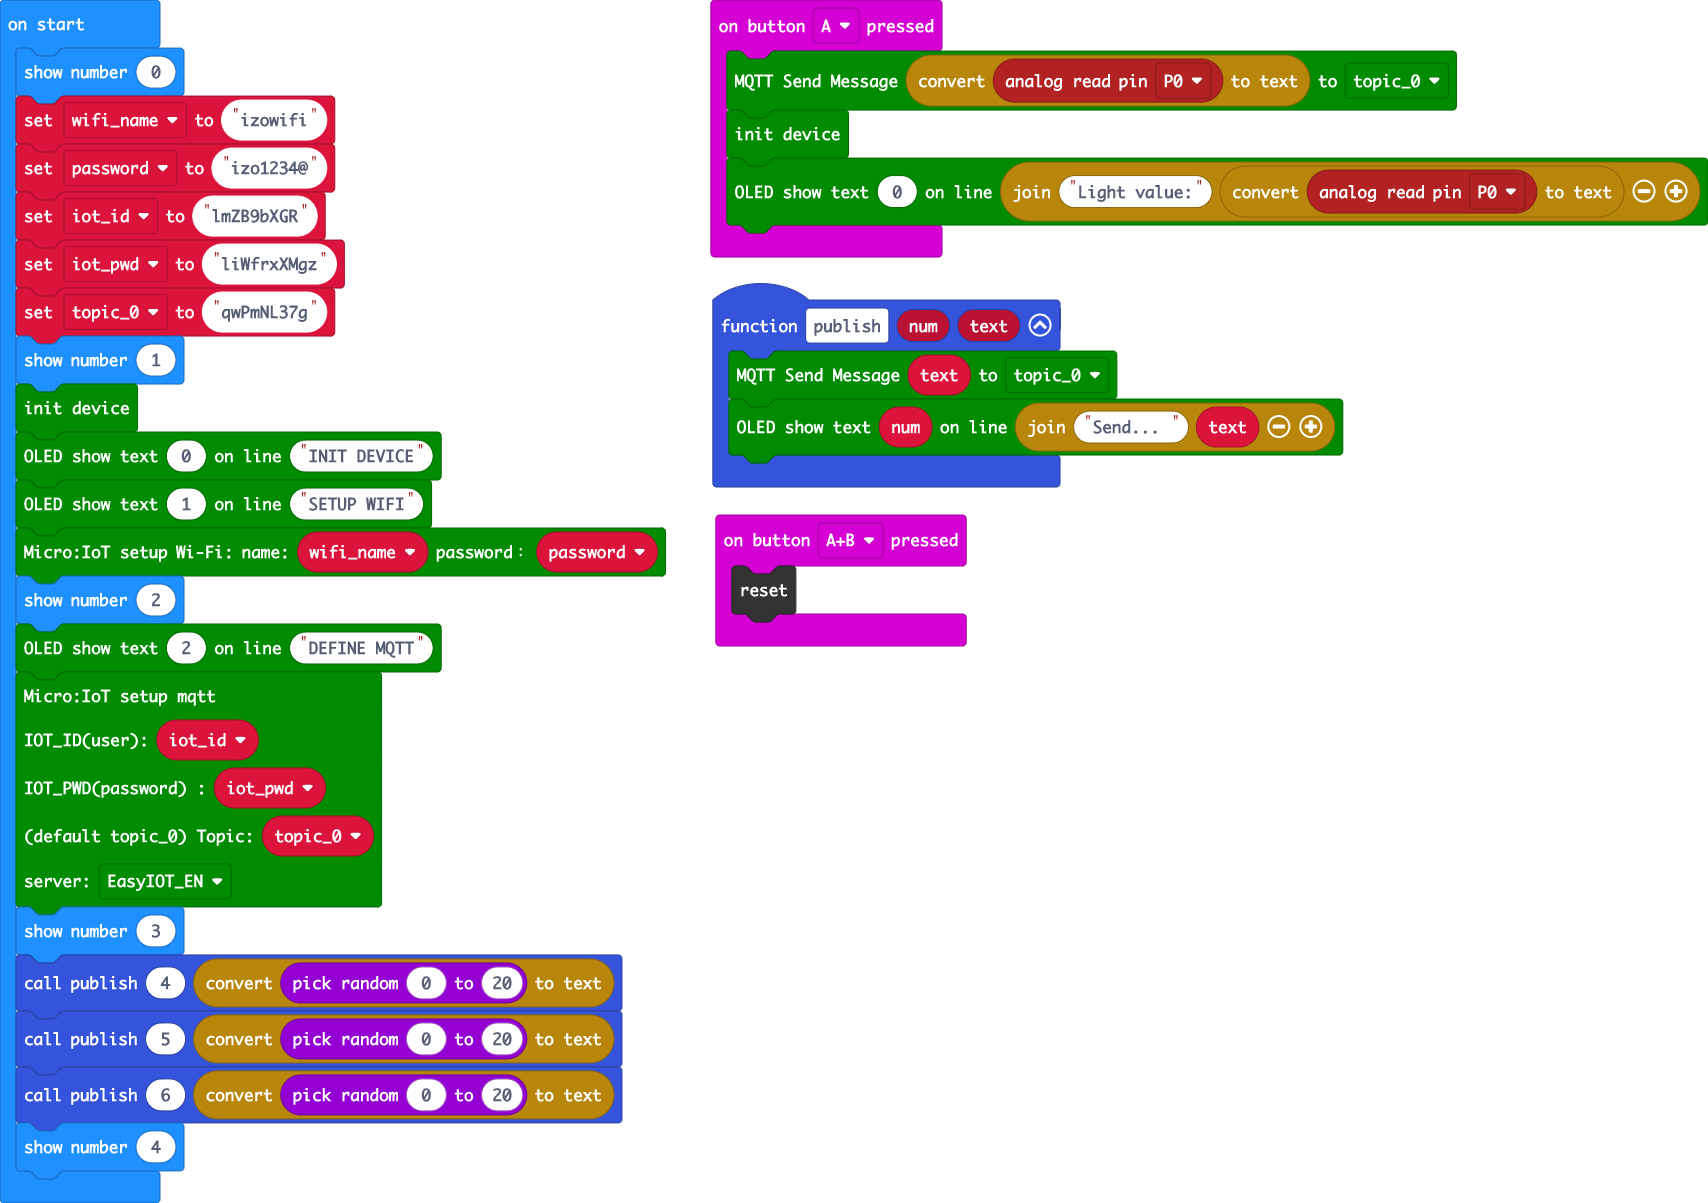 on start
show number 0
set wifi_name to "izowifi"
set password to "izo1234@"
set iot_id to "lmZB9bXGR"
set iot_pwd to "liWfrxXMgz"
set topic_0 to "qwPmNL37g"
show number 1
init device
OLED show text 0 on line "INIT DEVICE"
OLED show text 1 on line "SETUP WIFI"
Micro:IoT setup Wi-Fi: name: wifi_name password: password
show number 2
OLED show text 2 on line "DEFINE MQTT"
Micro:IoT setup mqtt
IOT_ID(user): iot_id
IOT_PWD(password) : iot_pwd
(default topic_0) Topic: topic_0
server: EasyIOT_EN
show number 3
call publish 4 convert pick random 0 to 20 to text
call publish 5 convert pick random 0 to 20 to text
call publish 6 convert pick random 0 to 20 to text
show number 4
on button A pressed
MQTT Send Message convert analog read pin P0 to text to topic_0
init device
OLED show text 0 on line join "Light value:" convert analog read pin P0 to text
function publish num text
MQTT Send Message text to topic_0
OLED show text num on line join "Send... " text
on button A+B pressed
reset